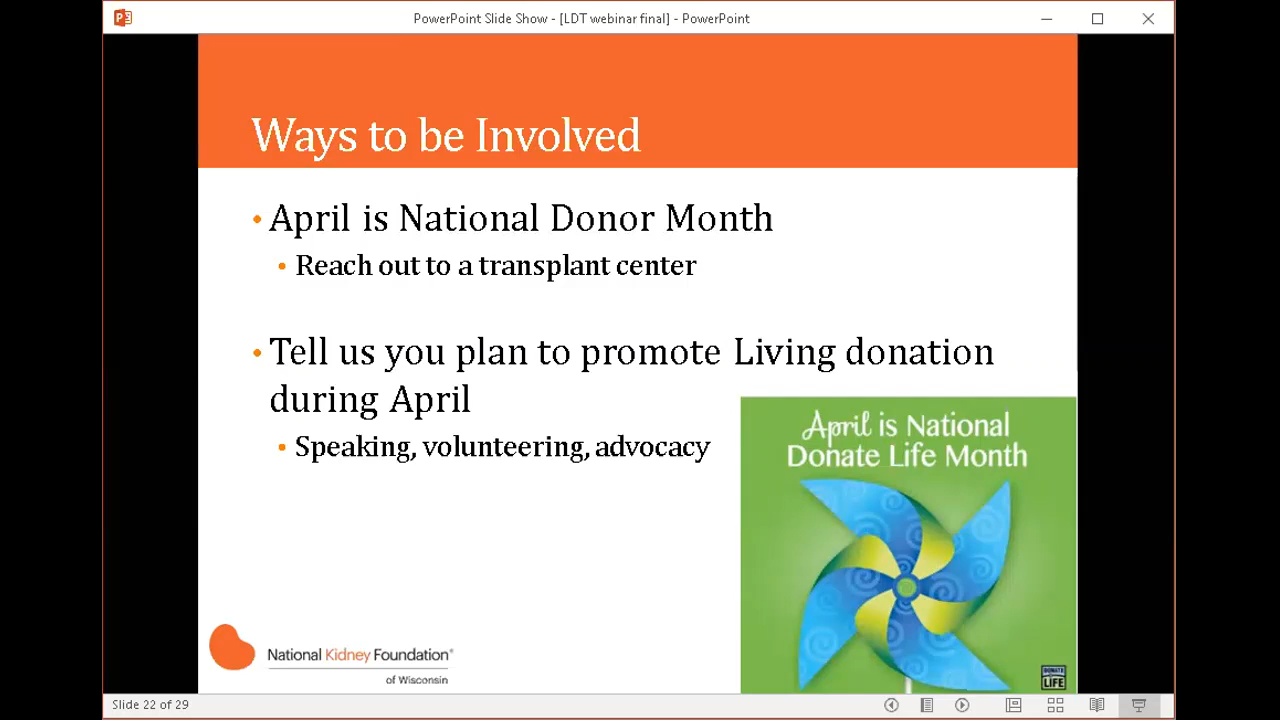 PowerPoint Slide Show - [LDT webinar final] - PowerPoint
Ways to be Involved
• April is National Donor Month
• Reach out to a transplant center
• Tell us you plan to promote Living donation
during April
• Speaking, volunteering, advocacy
April is National
Donate Life Month
DONATE
LIFE
National Kidney Foundation®
of Wisconsin
Slide 22 of 29